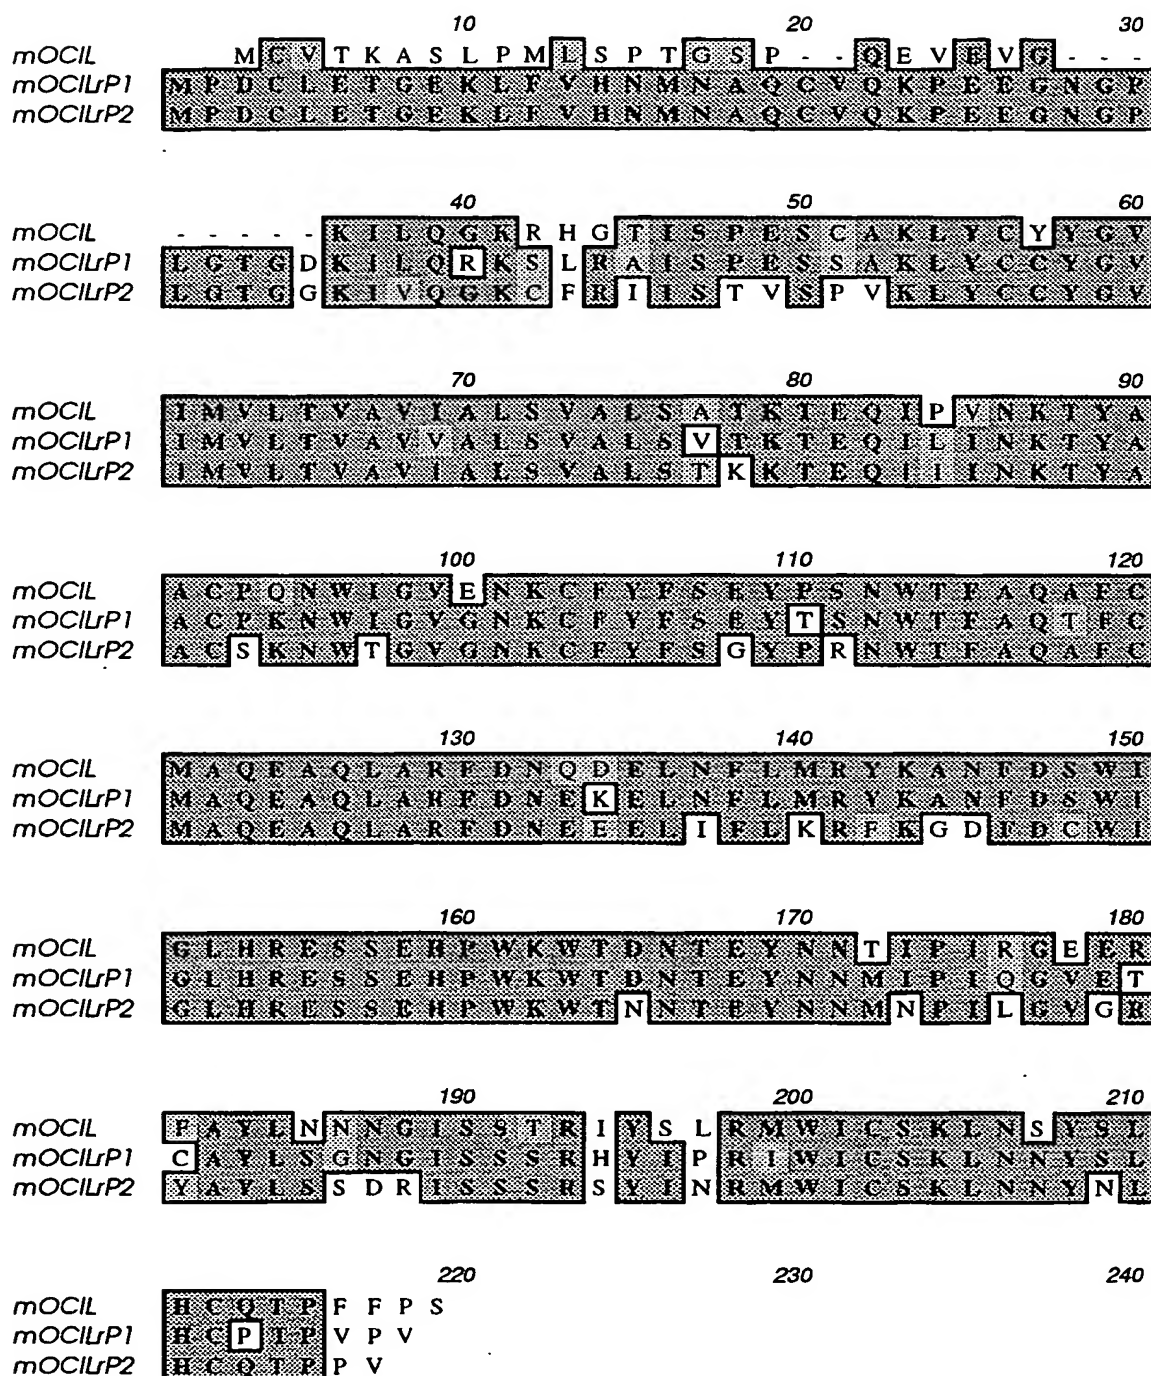 10 20 30
mOCIL M C V T K A S L P M L S P T G S P - - Q E V E V G - - -
mOCILrP1 M P D C L E T G E K L F V H N M N A Q C V Q K P E E G N G P
mOCILrP2 M P D C L E T G E K L F V H N M N A Q C V Q K P E E G N G P
40 50 60
mOCIL - - - - - K I L Q G K R H G T I S P E S C A K L Y C Y Y G V
mOCILrP1 L G T G D K I L Q R K S L R A I S P E S S A K L Y C C Y G V
mOCILrP2 L G T G G K I V Q G K C F R I I S T V S P V K L Y C C Y G V
70 80 90
mOCIL I M V L T V A V I A L S V A L S A T K T E Q I P V N K T Y A
mOCILrP1 I M V L T V A V V A L S V A L S V T K T E Q I L I N K T Y A
mOCILrP2 I M V L T V A V I A L S V A L S T K K T E Q I I I N K T Y A
100 110 120
mOCIL A C P Q N W I G V E N K C F Y F S E Y P S N W T F A Q A F C
mOCILrP1 A C P K N W I G V G N K C F Y F S E Y T S N W T F A Q T F C
mOCILrP2 A C S K N W T G V G N K C F Y F S G Y P R N W T F A Q A F C
130 140 150
mOCIL M A Q E A Q L A R F D N Q D E L N F L M R Y K A N F D S W I
mOCILrP1 M A Q E A Q L A R F D N E K E L N F L M R Y K A N F D S W I
mOCILrP2 M A Q E A Q L A R F D N E E E L I F L K R F K G D F D C W I
160 170 180
mOCIL G L H R E S S E H P W K W T D N T E Y N N T I P I R G E E R
mOCILrP1 G L H R E S S E H P W K W T D N T E Y N N M I P I Q G V E T
mOCILrP2 G L H R E S S E H P W K W T N N T E Y N N M N P I L G V G R
190 200 210
mOCIL F A Y L N N N G I S S T R I Y S L R M W I C S K L N S Y S L
mOCILrP1 C A Y L S G N G I S S S R H Y I P R I W I C S K L N N Y S L
mOCILrP2 Y A Y L S S D R I S S S R S Y I N R M W I C S K L N N Y N L
220 230 240
mOCIL H C Q T P F F P S
mOCILrP1 H C P T P V P V
mOCILrP2 H C Q T P P V